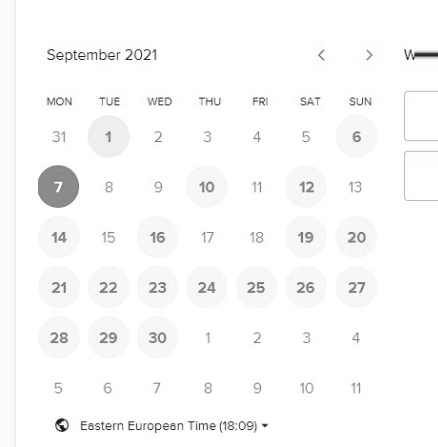 September 2021
MON TUE WED THU FRI SAT SUN
31 1 2 3 4 5 6
7 8 9 10 11 12 13
14 15 16 17 18 19 20
21 22 23 24 25 26 27
28 29 30 1 2 3 4
5 6 7 8 9 10 11
Eastern European Time (18:09)